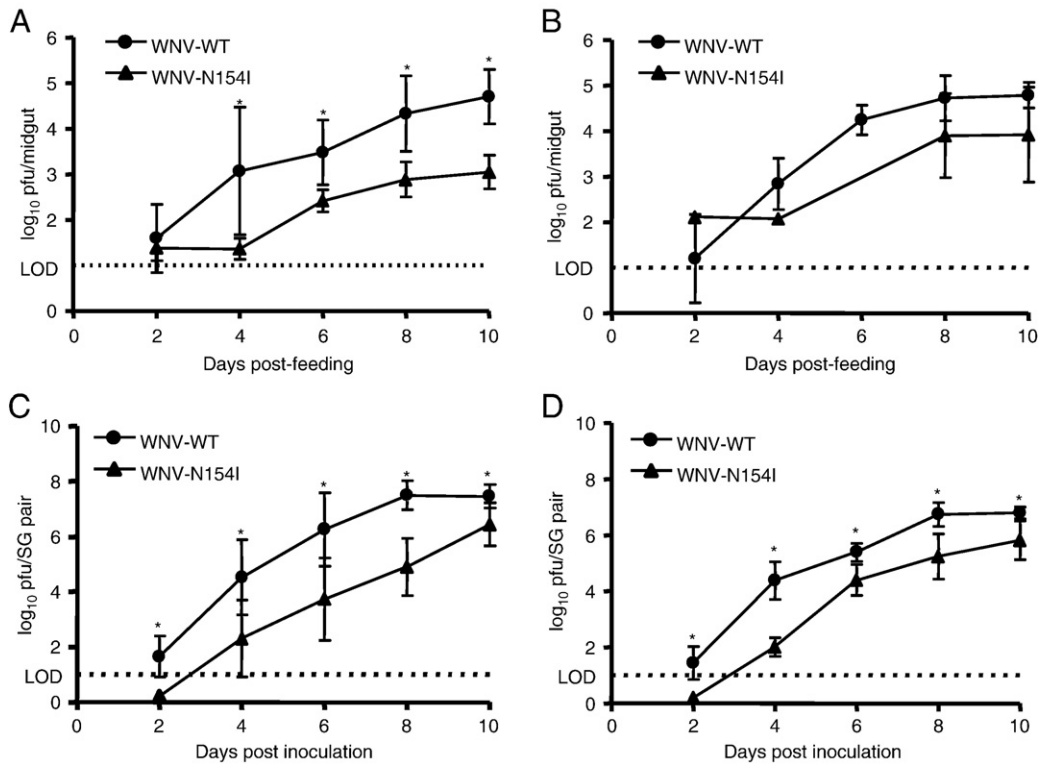 A
WNV-WT
WNV-N154I
log10 pfu/midgut
6
5
4
3
2
1
0
LOD
0 2 4 6 8 10
Days post-feeding
* * * *
B
WNV-WT
WNV-N154I
log10 pfu/midgut
6
5
4
3
2
1
0
LOD
0 2 4 6 8 10
Days post-feeding
C
WNV-WT
WNV-N154I
log10 pfu/SG pair
10
8
6
4
2
0
LOD
0 2 4 6 8 10
Days post inoculation
* * * * *
D
WNV-WT
WNV-N154I
log10 pfu/SG pair
10
8
6
4
2
0
LOD
0 2 4 6 8 10
Days post inoculation
* * * * *